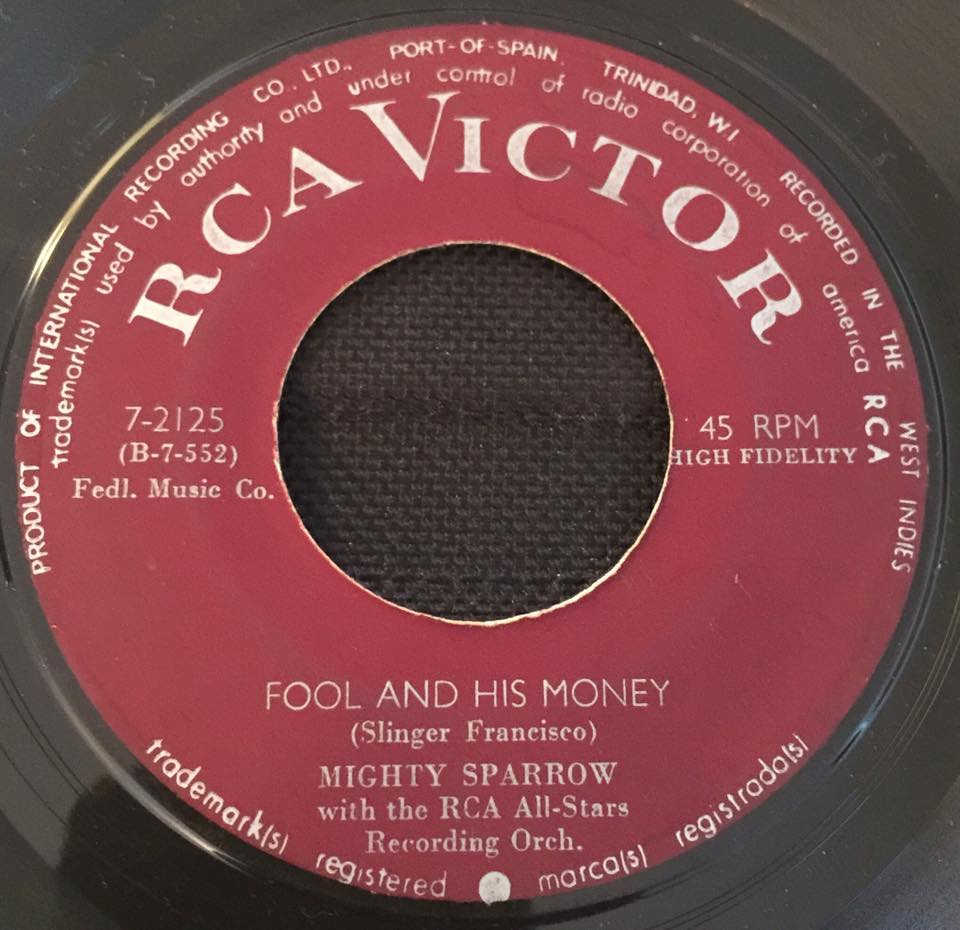 PRODUCT OF INTERNATIONAL RECORDING CO., LTD., PORT-OF-SPAIN, TRINIDAD, WI RECORDED IN THE WEST INDIES
trademark(s) used by authority and under control of radio corporation of america RCA
RCA VICTOR
7-2125
(B-7-552)
Fedl. Music Co.
45 RPM
HIGH FIDELITY
FOOL AND HIS MONEY
(Slinger Francisco)
MIGHTY SPARROW
with the RCA All-Stars
Recording Orch.
trademark(s) registered marca(s) registrada(s)